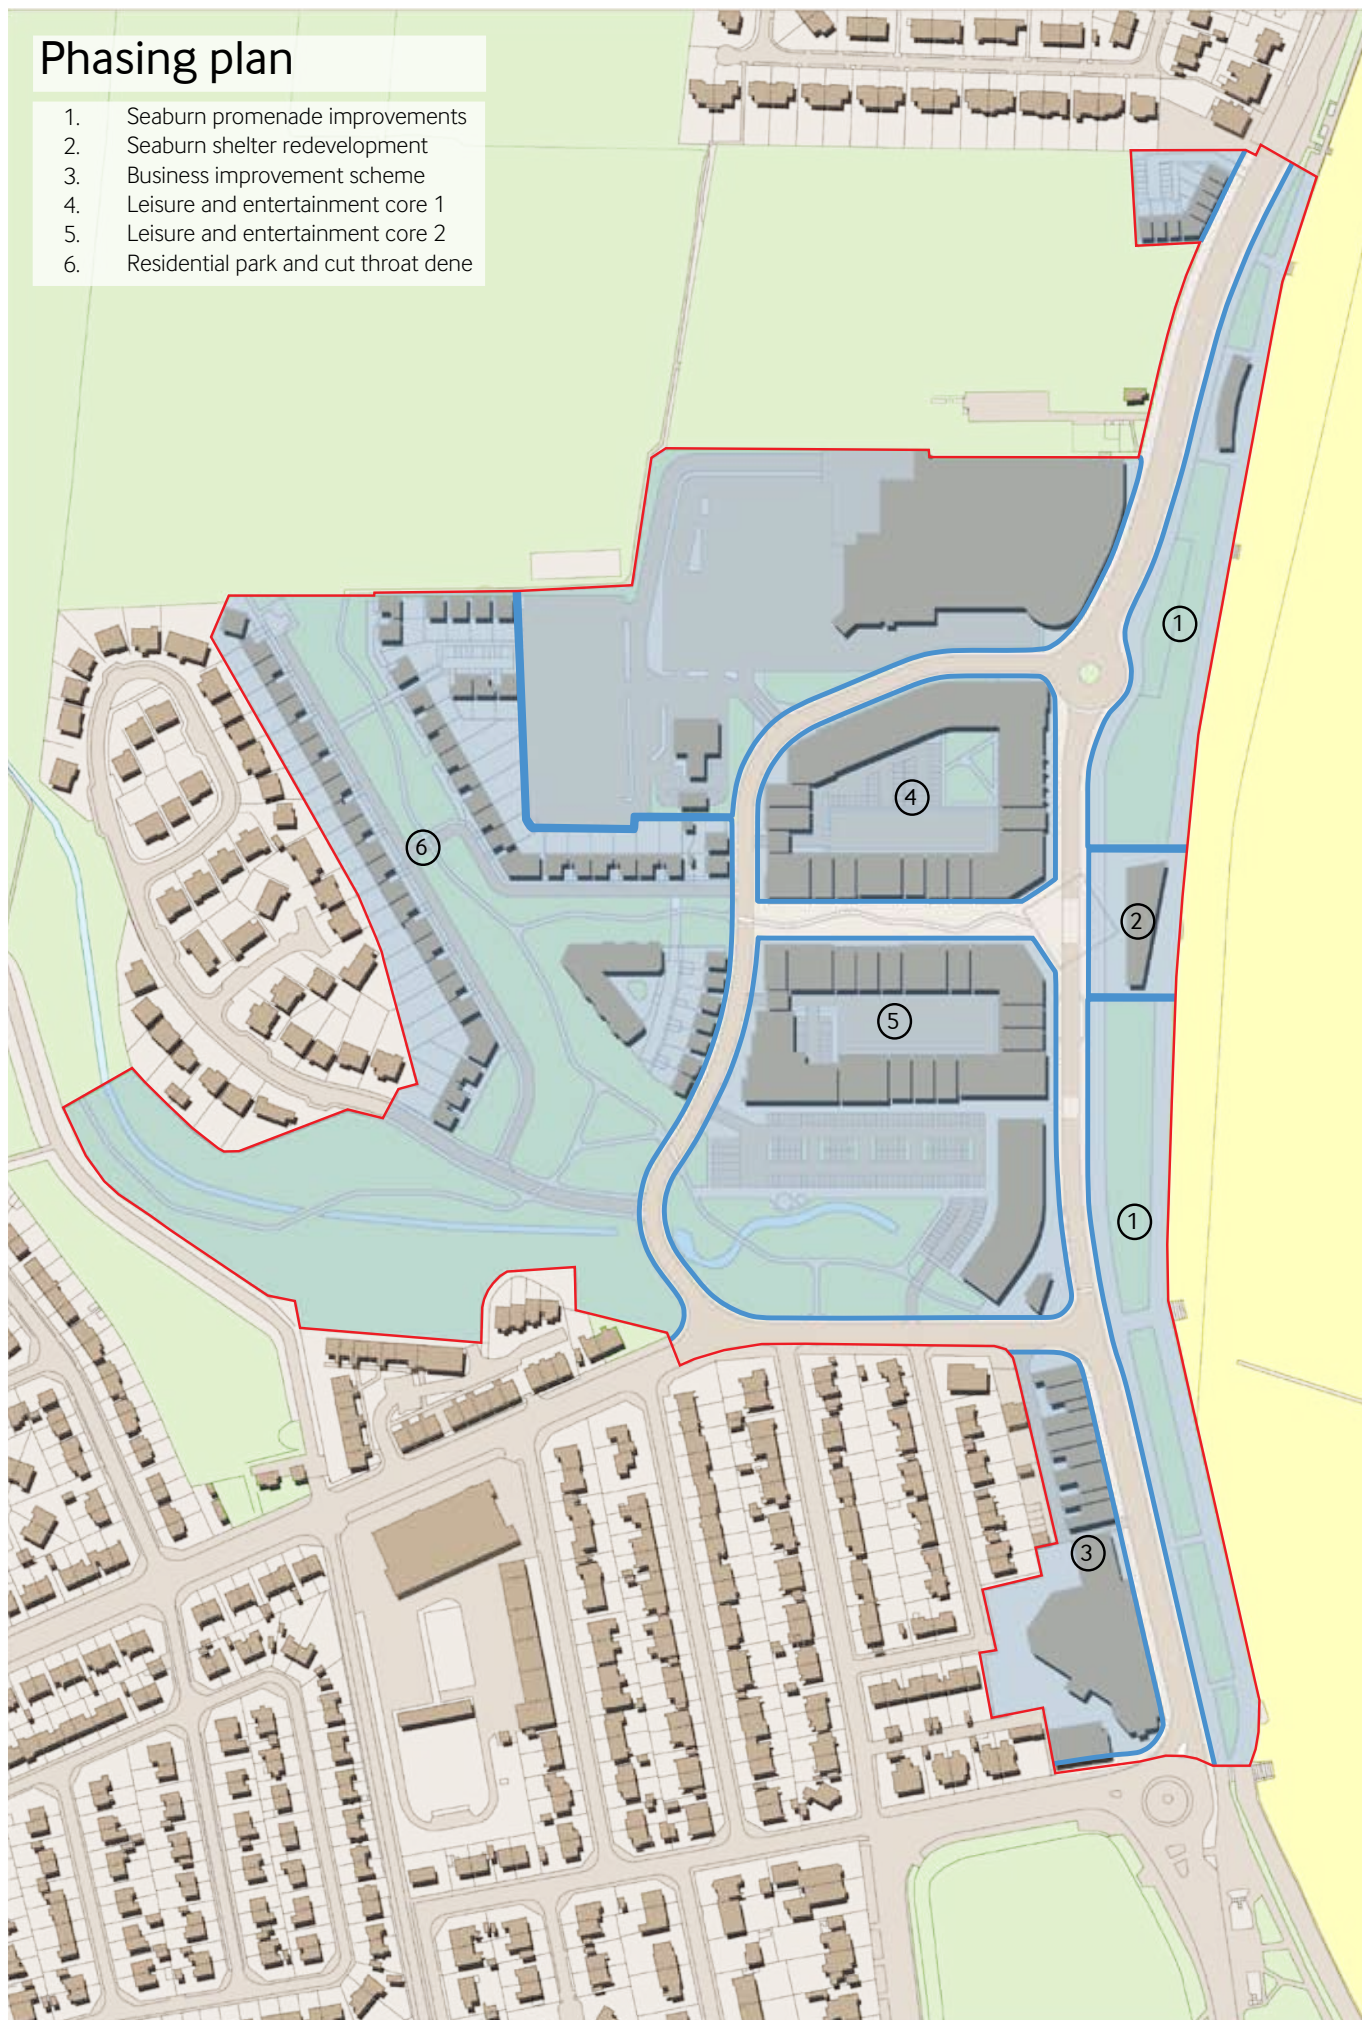 Phasing plan
1. Seaburn promenade improvements
2. Seaburn shelter redevelopment
3. Business improvement scheme
4. Leisure and entertainment core 1
5. Leisure and entertainment core 2
6. Residential park and cut throat dene
1
4
6
2
5
1
3